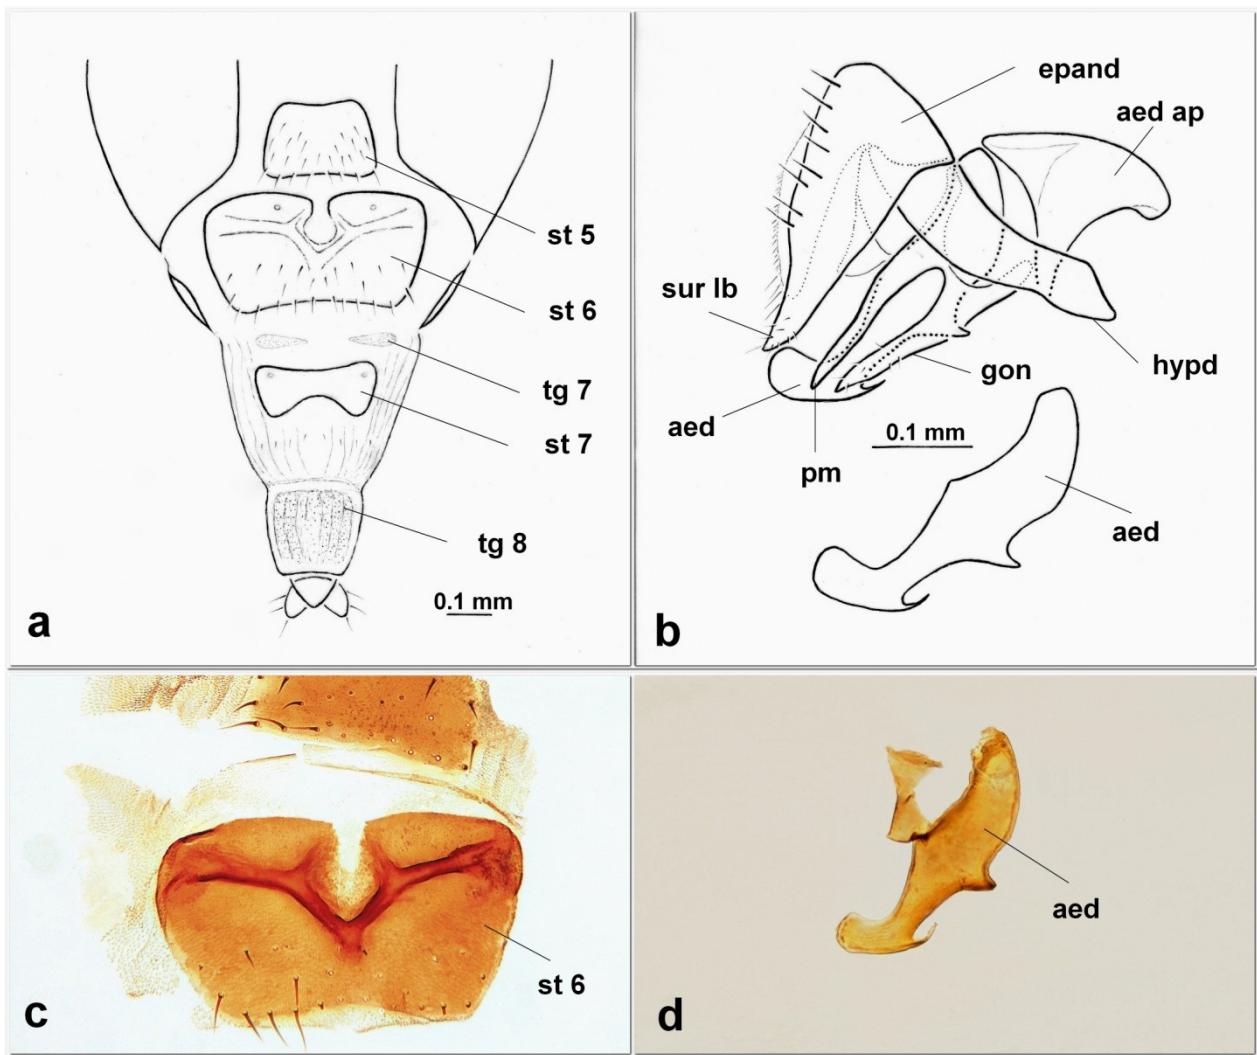 st 5
st 6
tg 7
st 7
tg 8
0.1 mm
a
epand
aed ap
sur lb
hypd
gon
aed
pm
0.1 mm
aed
b
st 6
c
aed
d